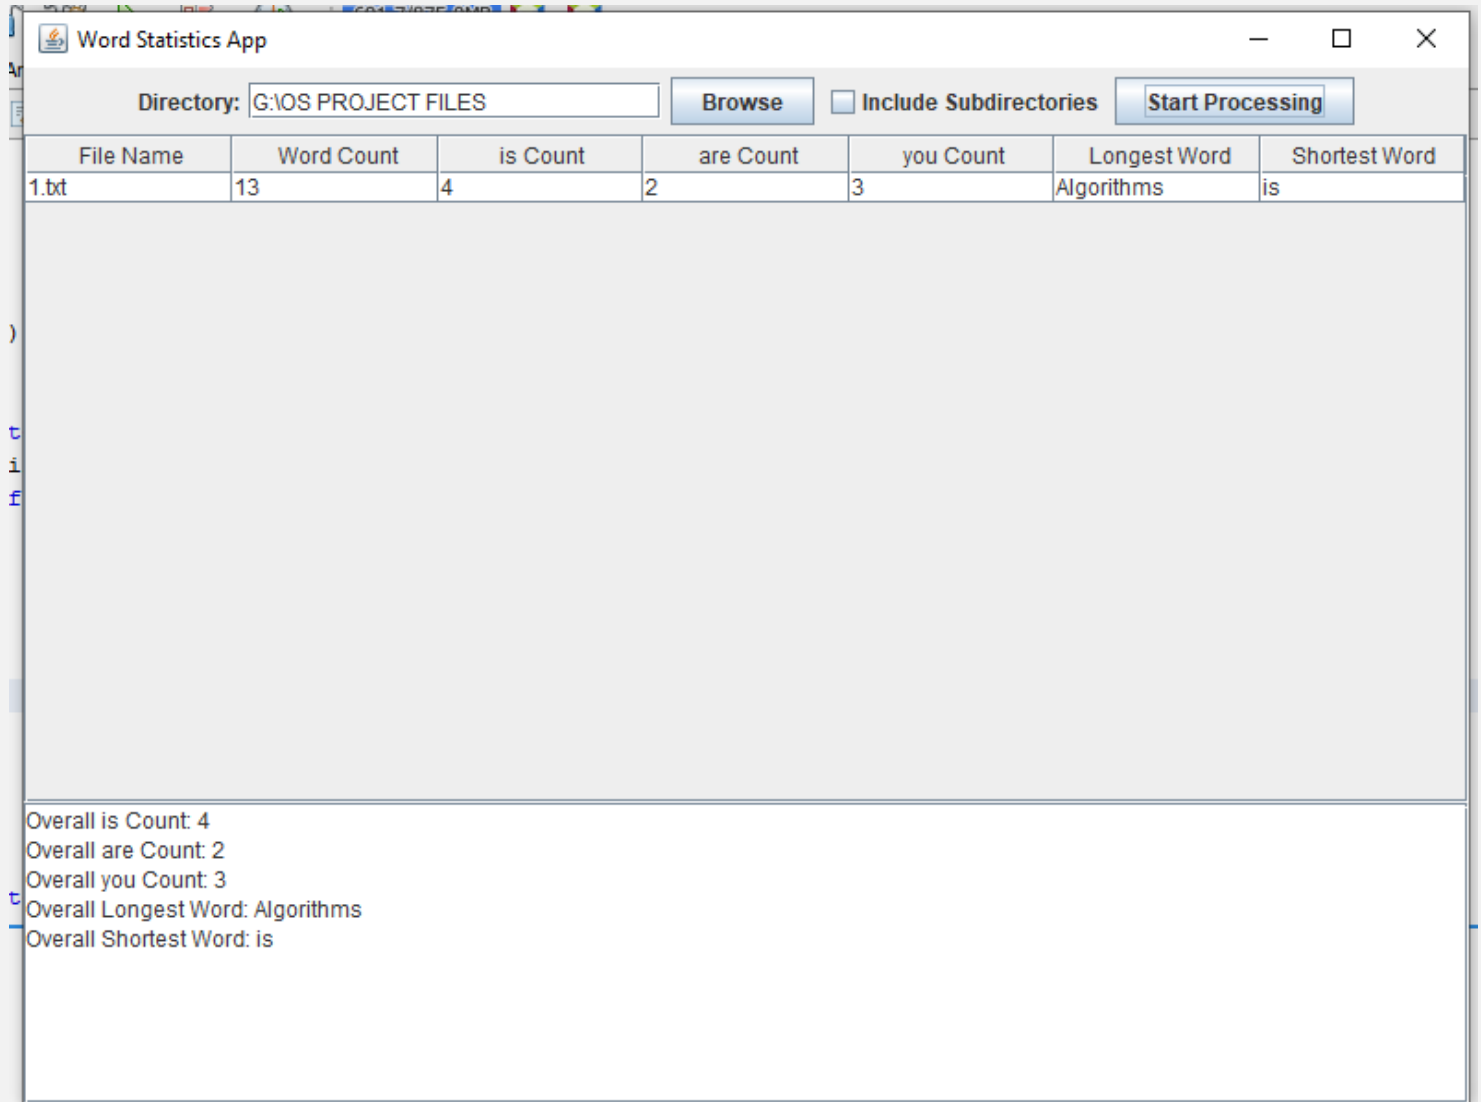 Word Statistics App
Directory: G:\OS PROJECT FILES Browse Include Subdirectories Start Processing
File Name Word Count is Count are Count you Count Longest Word Shortest Word
1.txt 13 4 2 3 Algorithms is
)
t
i
f
Overall is Count: 4
Overall are Count: 2
Overall you Count: 3
t
Overall Longest Word: Algorithms
Overall Shortest Word: is